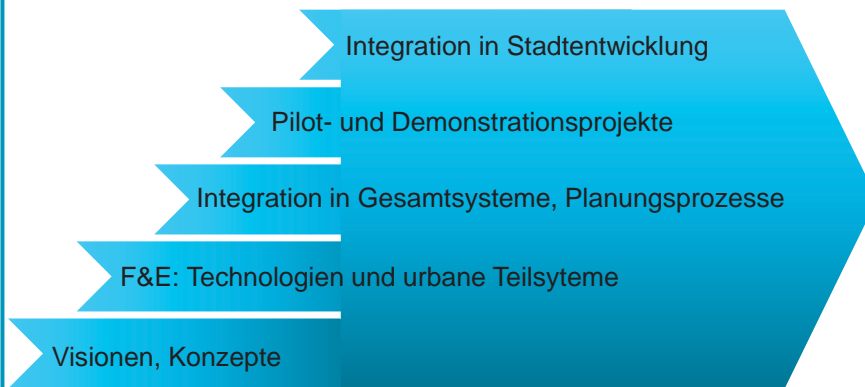 Integration in Stadtentwicklung
Pilot- und Demonstrationsprojekte
Integration in Gesamtsysteme, Planungsprozesse
F&E: Technologien und urbane Teilsyteme
Visionen, Konzepte